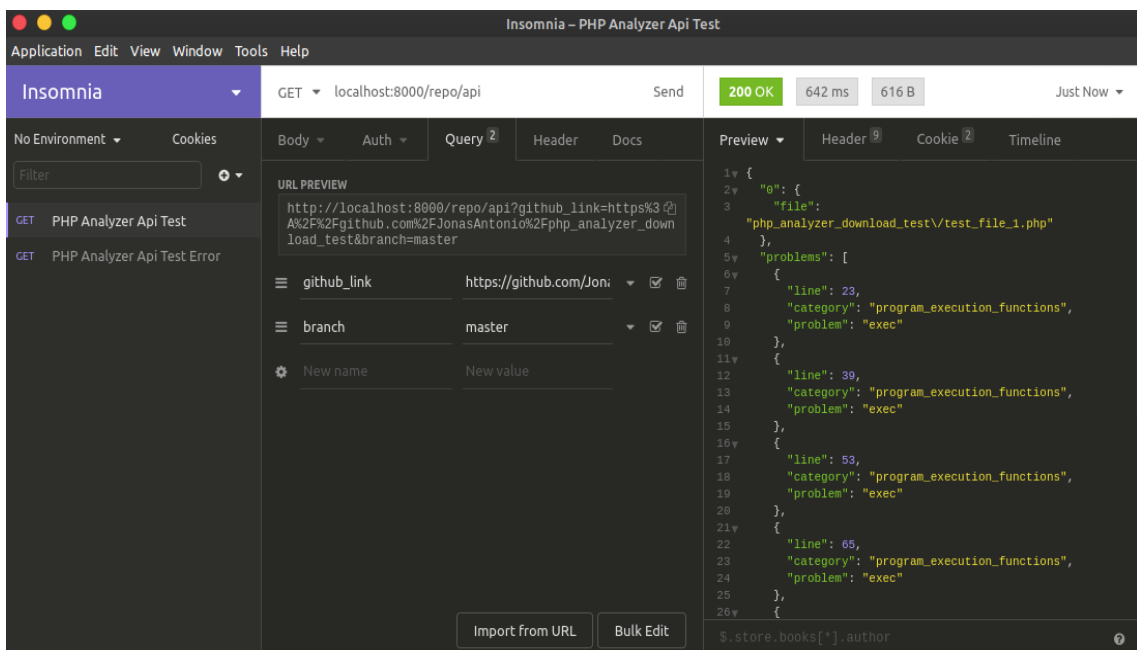 Insomnia – PHP Analyzer Api Test
Application Edit View Window Tools Help
Insomnia
GET localhost:8000/repo/api Send
200 OK 642 ms 616 B Just Now
No Environment Cookies
Body Auth Query 2 Header Docs
Preview Header 9 Cookie 2 Timeline
Filter
GET PHP Analyzer Api Test
GET PHP Analyzer Api Test Error
URL PREVIEW
http://localhost:8000/repo/api?github_link=https%3
A%2F%2Fgithub.com%2FJonasAntonio%2Fphp_analyzer_down
load_test&branch=master
github_link https://github.com/Jona
branch master
New name New value
Import from URL Bulk Edit
1 {
2 "0": {
3 "file":
"php_analyzer_download_test\/test_file_1.php"
4 },
5 "problems": [
6 {
7 "line": 23,
8 "category": "program_execution_functions",
9 "problem": "exec"
10 },
11 {
12 "line": 39,
13 "category": "program_execution_functions",
14 "problem": "exec"
15 },
16 {
17 "line": 53,
18 "category": "program_execution_functions",
19 "problem": "exec"
20 },
21 {
22 "line": 65,
23 "category": "program_execution_functions",
24 "problem": "exec"
25 },
26 {
$.store.books[*].author